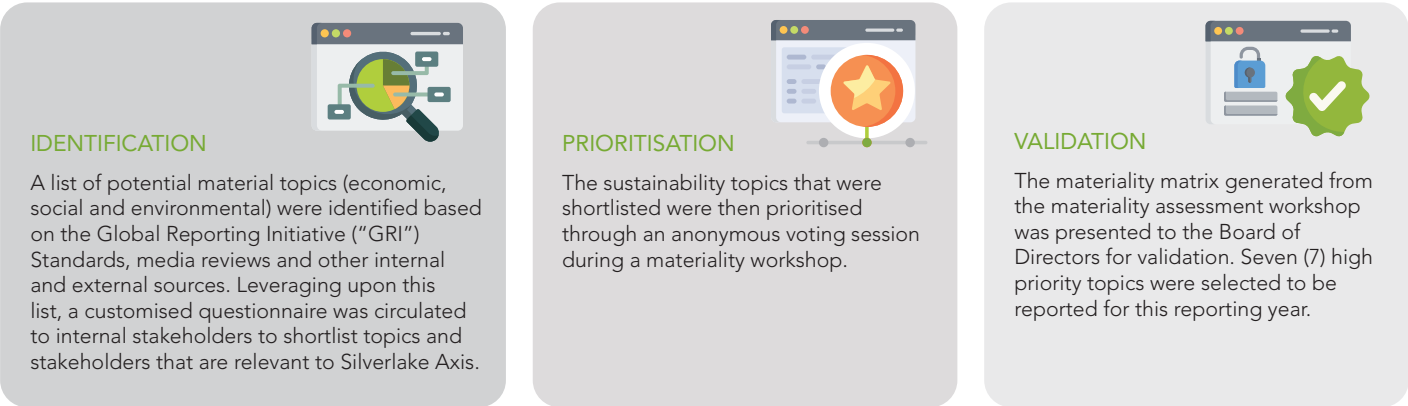 IDENTIFICATION
A list of potential material topics (economic,
social and environmental) were identified based
on the Global Reporting Initiative (“GRI”)
Standards, media reviews and other internal
and external sources. Leveraging upon this
list, a customised questionnaire was circulated
to internal stakeholders to shortlist topics and
stakeholders that are relevant to Silverlake Axis.
PRIORITISATION
The sustainability topics that were
shortlisted were then prioritised
through an anonymous voting session
during a materiality workshop.
VALIDATION
The materiality matrix generated from
the materiality assessment workshop
was presented to the Board of
Directors for validation. Seven (7) high
priority topics were selected to be
reported for this reporting year.